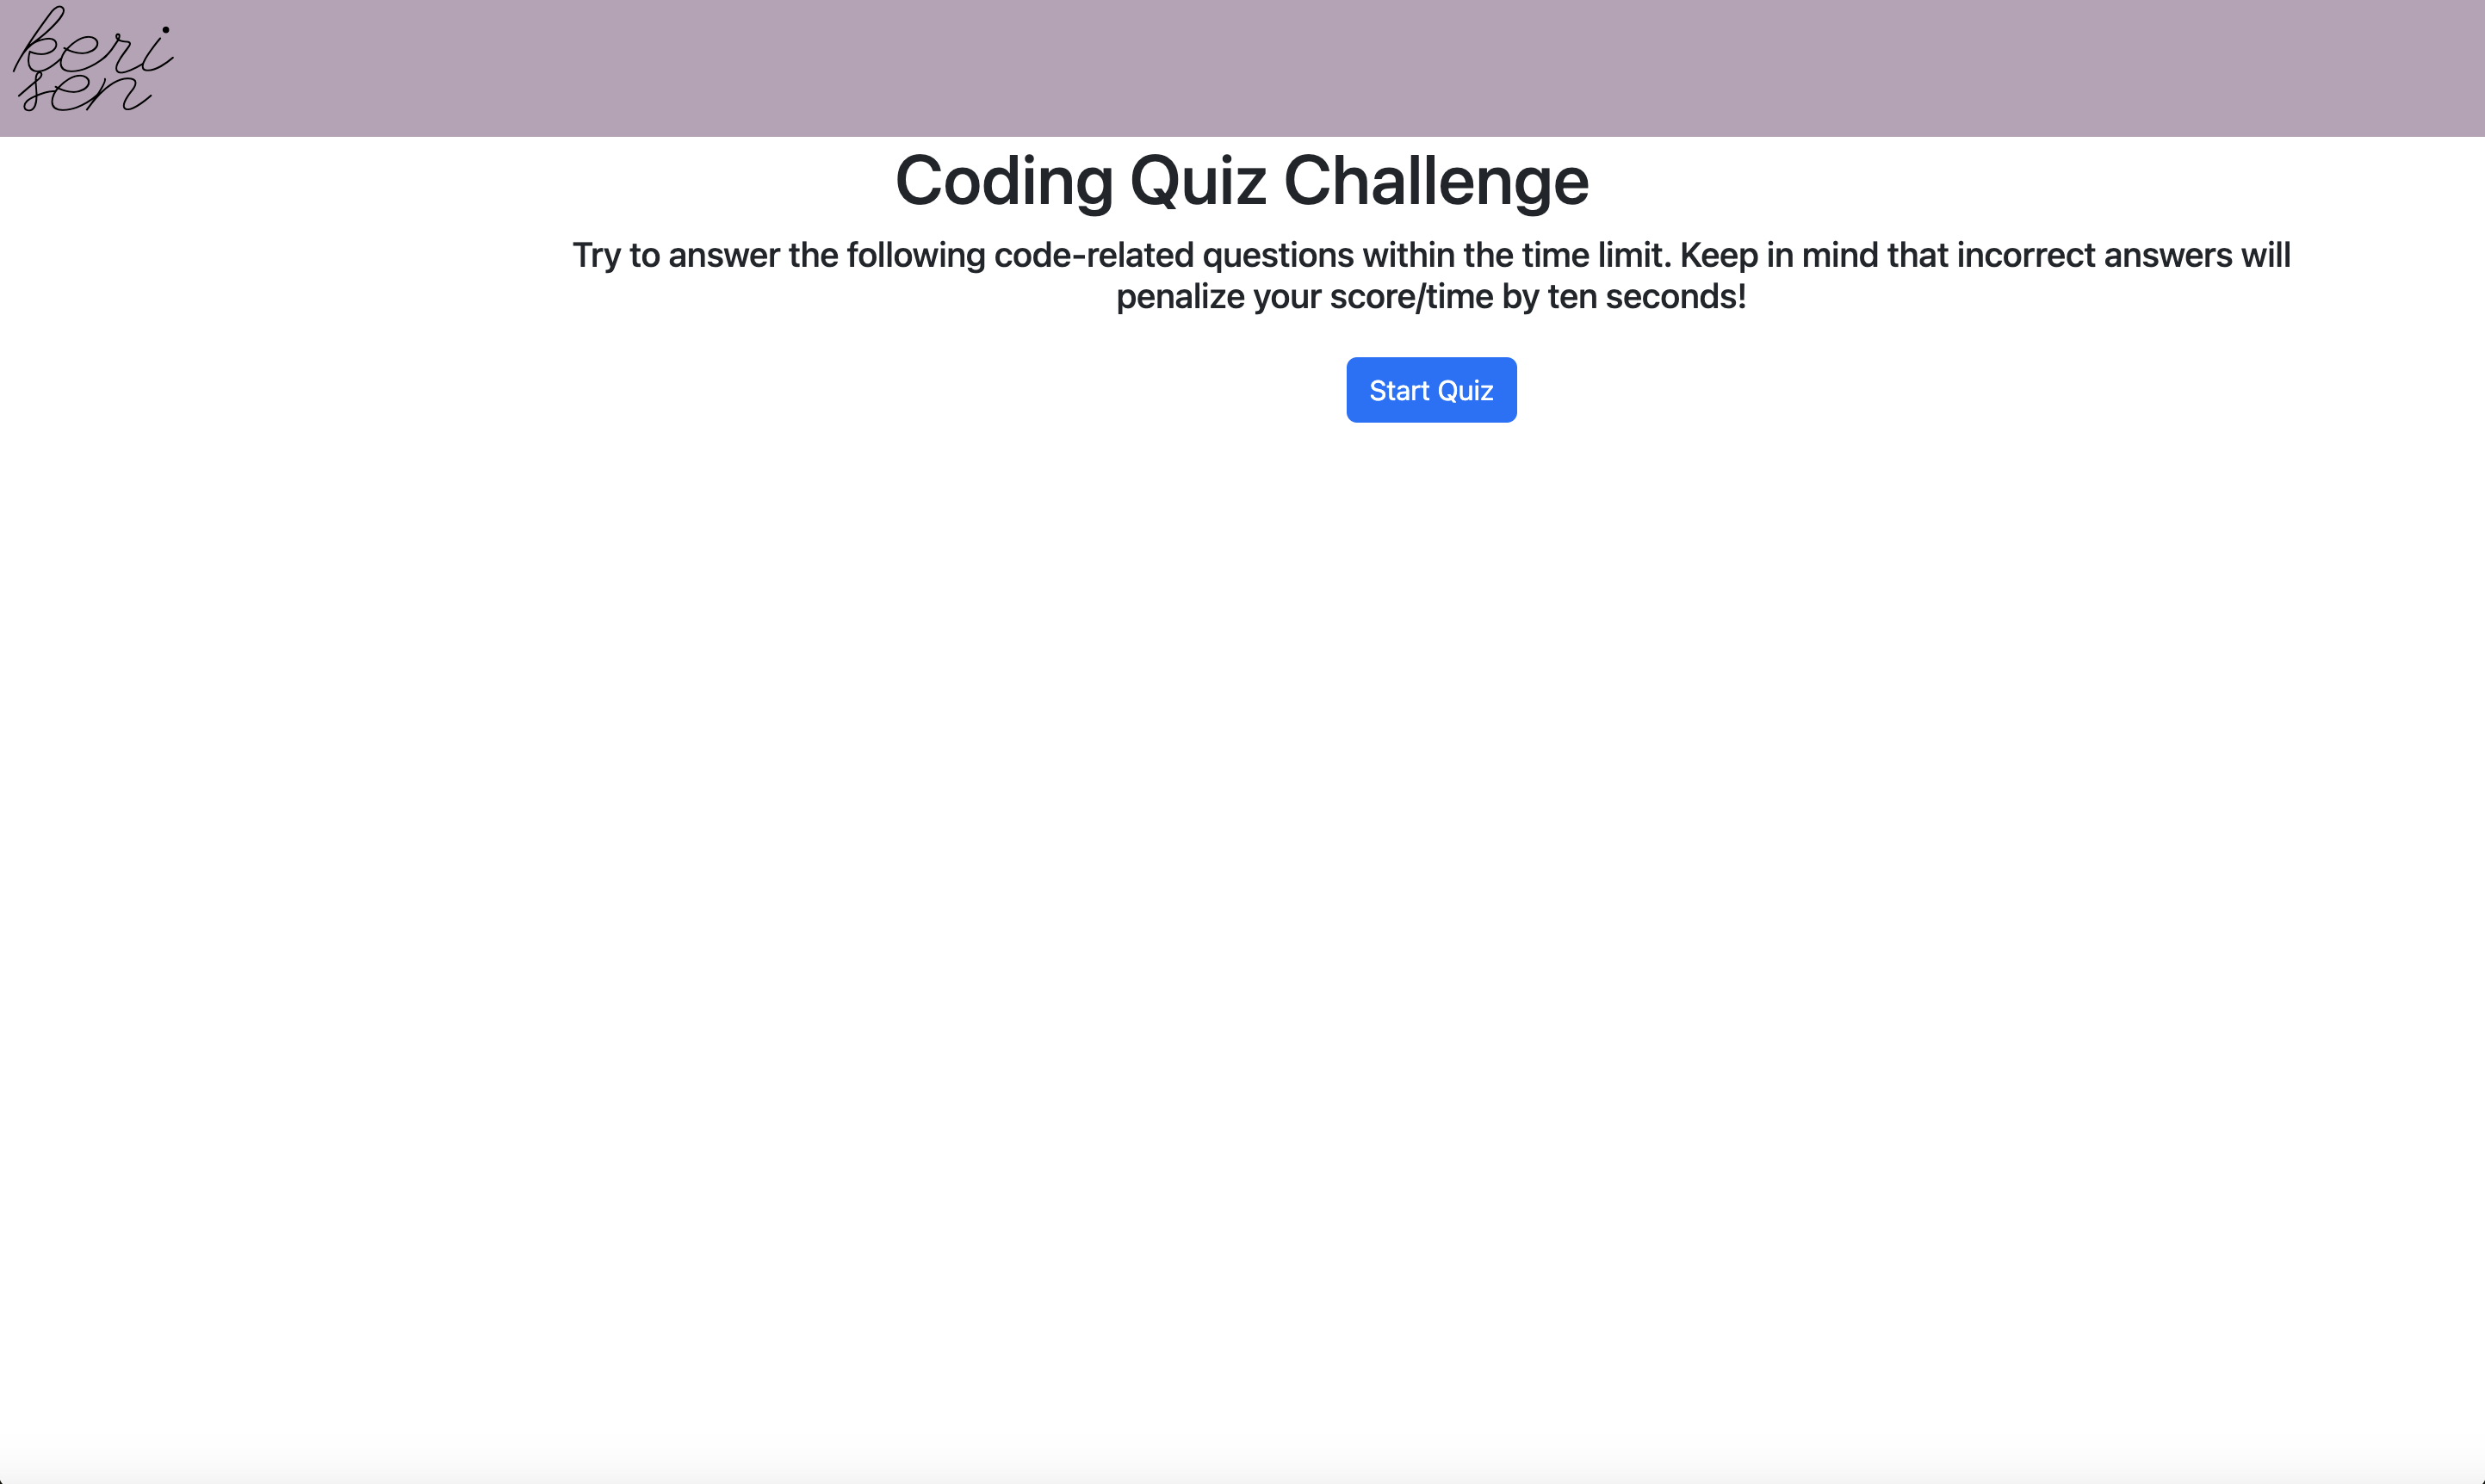 keri
sen
Coding Quiz Challenge
Try to answer the following code-related questions within the time limit. Keep in mind that incorrect answers will
penalize your score/time by ten seconds!
Start Quiz